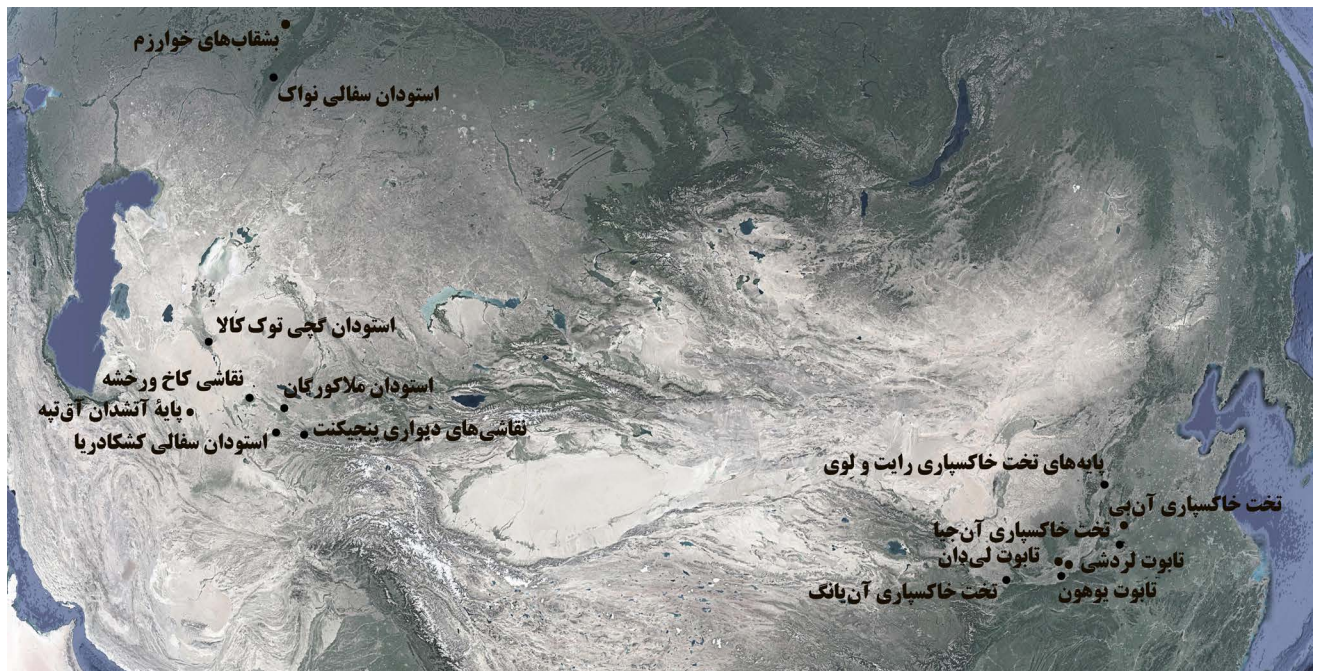 بشقاب‌های خوارزم
استودان سفالی نواک
استودان گچی توک کالا
نقاشی کاخ ورخشه
استودان ملاکورگان
پایهٔ آتشدان آق‌تپه
نقاشی‌های دیواری پنجیکنت
استودان سفالی کشکادریا
پایه‌های تخت خاکسپاری رایت و لوی
تخت خاکسپاری آن‌بی
تخت خاکسپاری آن‌جیا
تابوت لی‌دان
تابوت لردشی
تخت خاکسپاری آن‌یانگ
تابوت یوهون